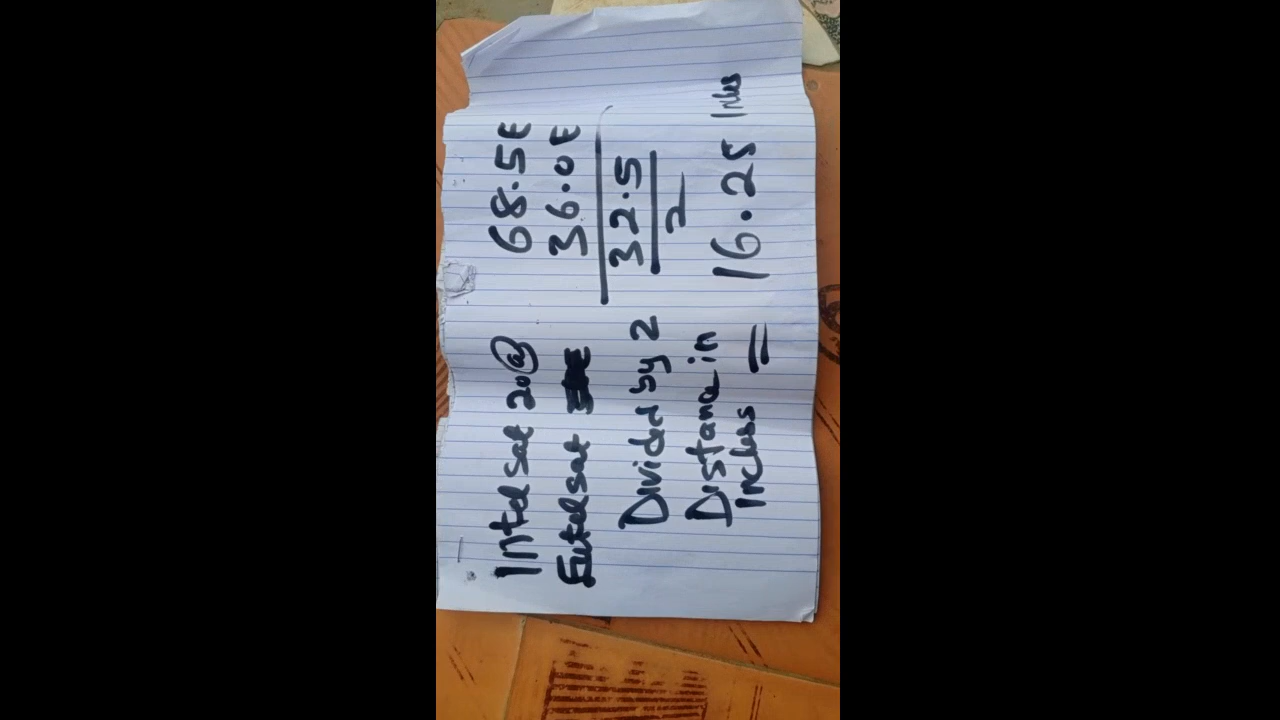 Intelsat 20@ 68.5E
Eutelsat 36.0E
32.5
Divided by 2
2
Distance in
Inches = 16.25 Inches